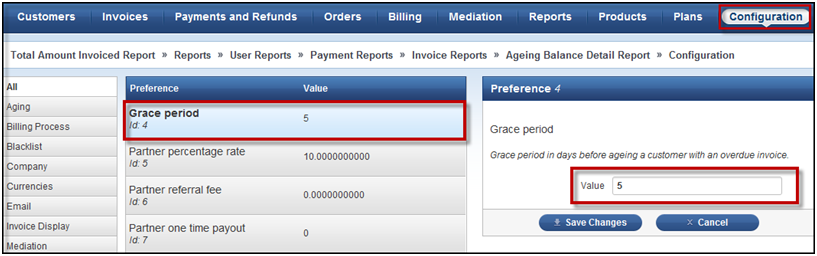 Customers Invoices Payments and Refunds Orders Billing Mediation Reports Products Plans Configuration
Total Amount Invoiced Report » Reports » User Reports » Payment Reports » Invoice Reports » Ageing Balance Detail Report » Configuration
All
Aging
Billing Process
Blacklist
Company
Currencies
Email
Invoice Display
Mediation
Preference Value
Grace period 5
Id: 4
Partner percentage rate 10.0000000000
Id: 5
Partner referral fee 0.0000000000
Id: 6
Partner one time payout 0
Id: 7
Preference 4
Grace period
Grace period in days before ageing a customer with an overdue invoice.
Value 5
Save Changes Cancel